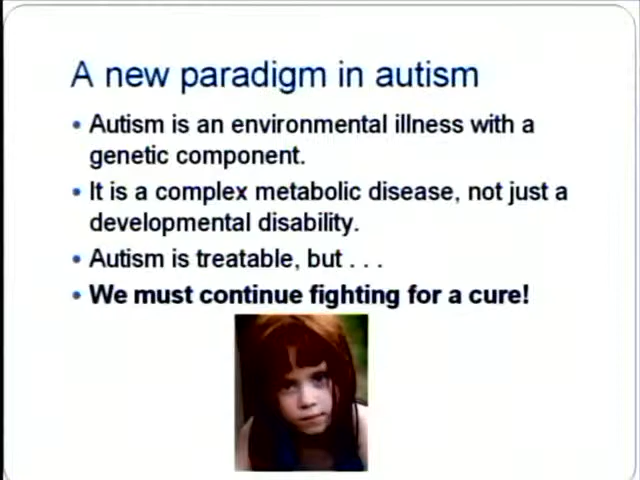 A new paradigm in autism
• Autism is an environmental illness with a
genetic component.
• It is a complex metabolic disease, not just a
developmental disability.
• Autism is treatable, but . . .
• We must continue fighting for a cure!